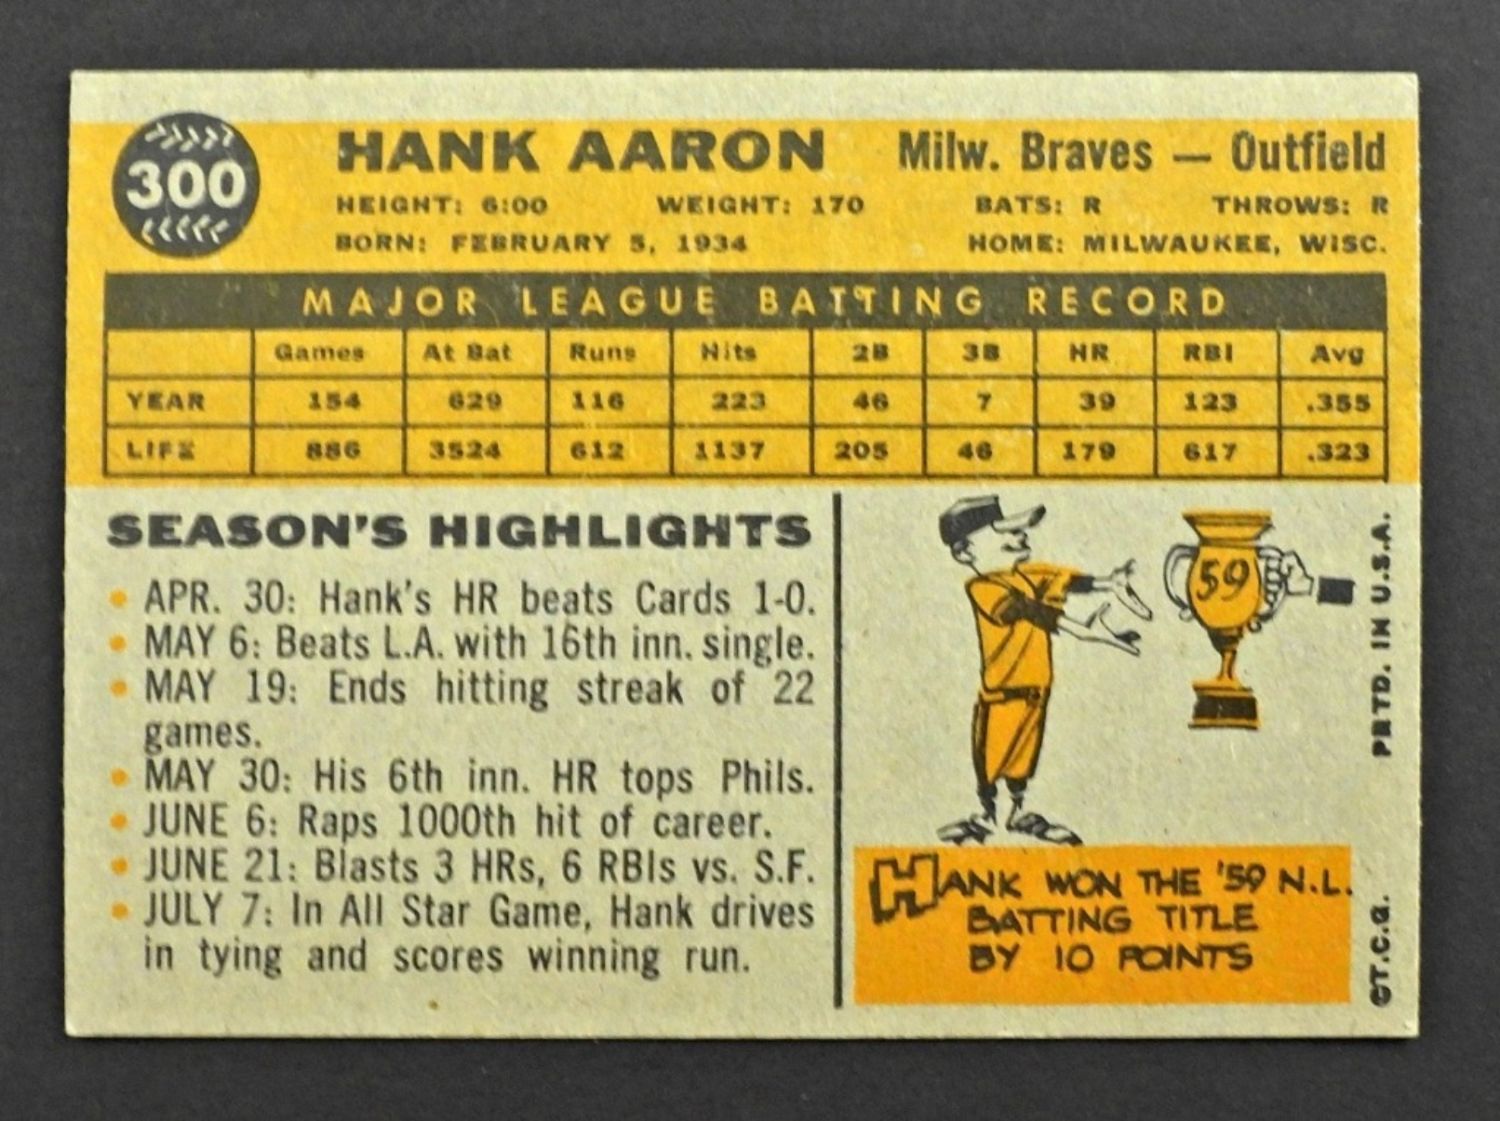 300
HANK AARON Milw. Braves — Outfield
HEIGHT: 6:00 WEIGHT: 170 BATS: R THROWS: R
BORN: FEBRUARY 5, 1934 HOME: MILWAUKEE, WISC.
MAJOR LEAGUE BATTING RECORD
Games At Bat Runs Hits 2B 3B HR RBI Avg
YEAR 154 629 116 223 46 7 39 123 .355
LIFE 886 3524 612 1137 205 46 179 617 .323
SEASON'S HIGHLIGHTS
• APR. 30: Hank's HR beats Cards 1-0.
• MAY 6: Beats L.A. with 16th inn. single.
• MAY 19: Ends hitting streak of 22
games.
• MAY 30: His 6th inn. HR tops Phils.
• JUNE 6: Raps 1000th hit of career.
• JUNE 21: Blasts 3 HRs, 6 RBIs vs. S.F.
• JULY 7: In All Star Game, Hank drives
in tying and scores winning run.
59
HANK WON THE '59 N.L.
BATTING TITLE
BY 10 POINTS
©T.C.G. PRTD. IN U.S.A.